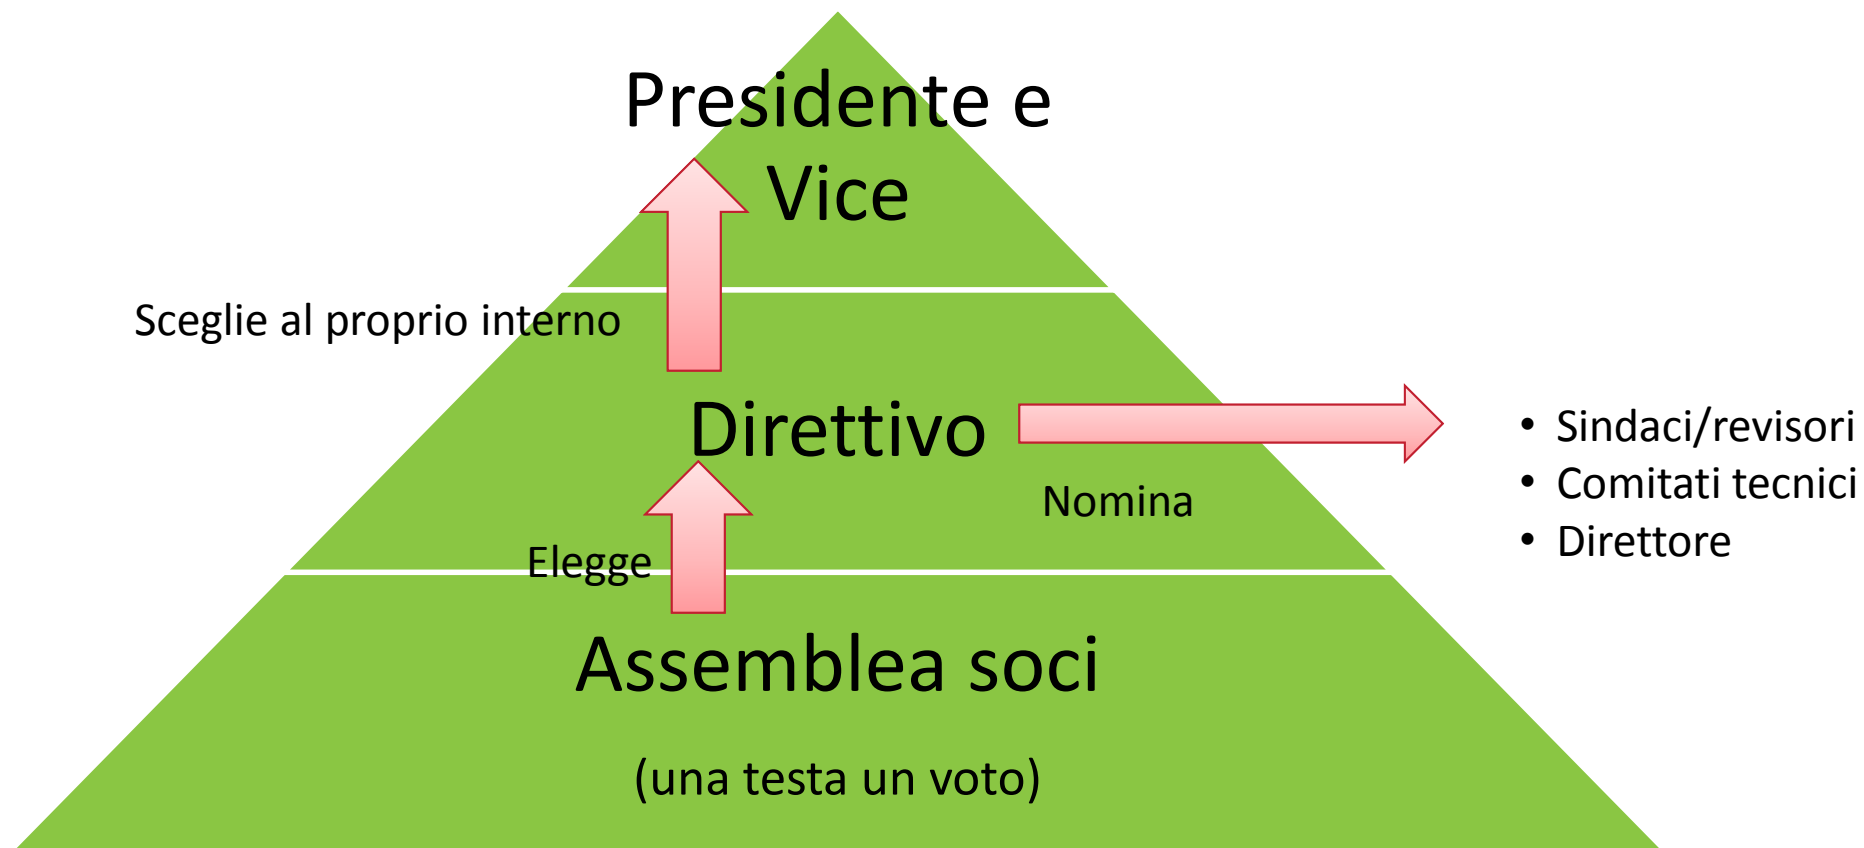 Presidente e
Vice
Sceglie al proprio interno
Direttivo
• Sindaci/revisori
• Comitati tecnici
• Direttore
Nomina
Elegge
Assemblea soci
(una testa un voto)